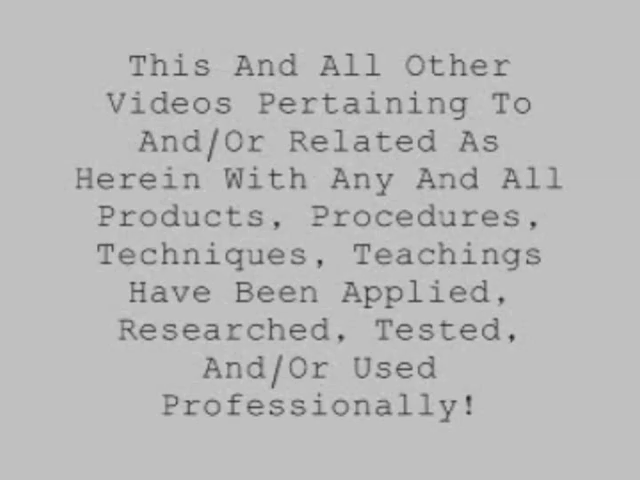 This And All Other
Videos Pertaining To
And/Or Related As
Herein With Any And All
Products, Procedures,
Techniques, Teachings
Have Been Applied,
Researched, Tested,
And/Or Used
Professionally!